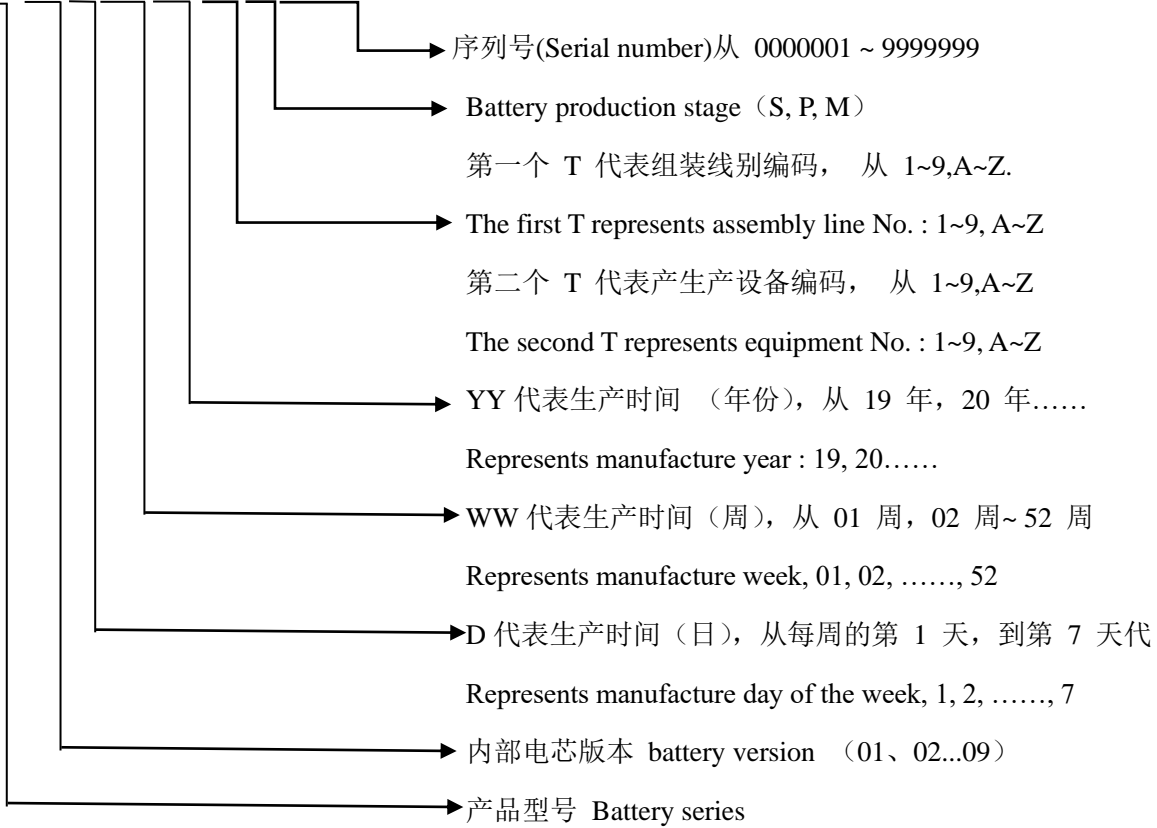 序列号(Serial number)从 0000001 ~ 9999999
Battery production stage（S, P, M）
第一个 T 代表组装线别编码， 从 1~9,A~Z.
The first T represents assembly line No. : 1~9, A~Z
第二个 T 代表产生产设备编码， 从 1~9,A~Z
The second T represents equipment No. : 1~9, A~Z
YY 代表生产时间 （年份），从 19 年，20 年……
Represents manufacture year : 19, 20……
WW 代表生产时间（周），从 01 周，02 周~ 52 周
Represents manufacture week, 01, 02, ……, 52
D 代表生产时间（日），从每周的第 1 天，到第 7 天代
Represents manufacture day of the week, 1, 2, ……, 7
内部电芯版本 battery version （01、02...09）
产品型号 Battery series